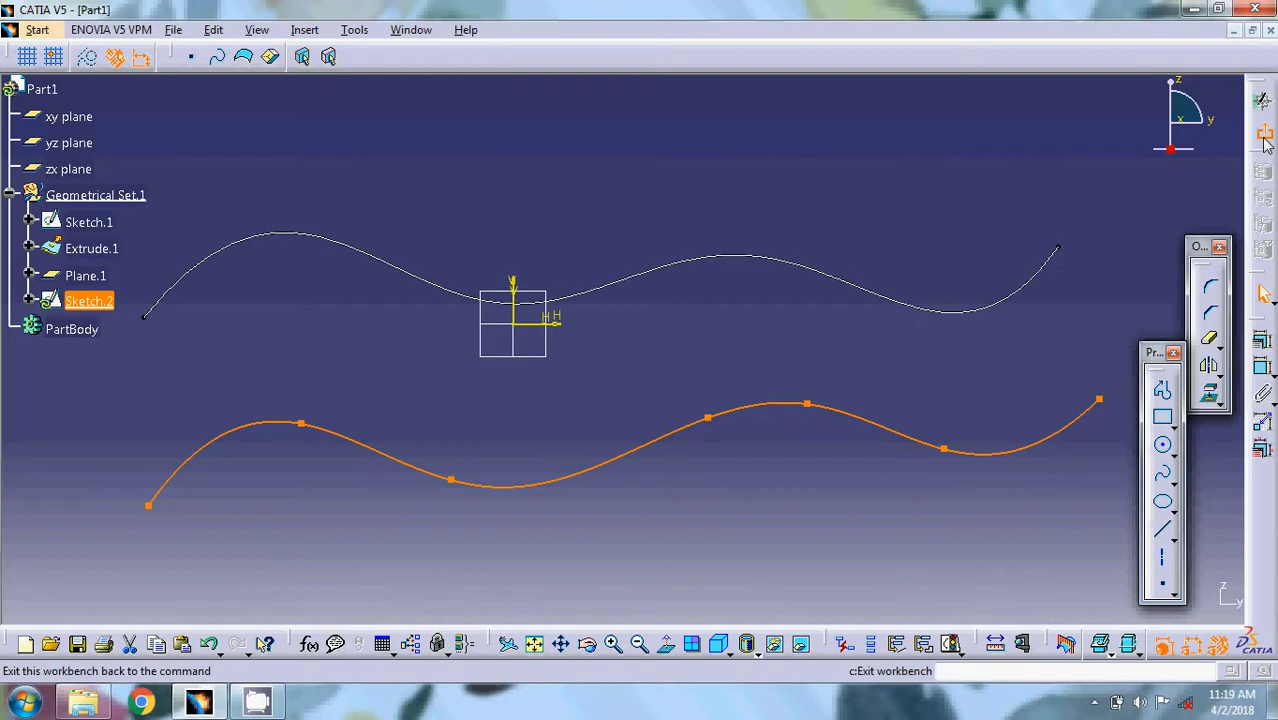 CATIA V5 - [Part1]
Start ENOVIA V5 VPM File Edit View Insert Tools Window Help
Part1
xy plane
yz plane
zx plane
Geometrical Set.1
Sketch.1
Extrude.1
Plane.1
Sketch.2
PartBody
V
H H
z
x y
O...
Pr...
z
y
f(x)
CATIA
Exit this workbench back to the command
c:Exit workbench
11:19 AM
4/2/2018